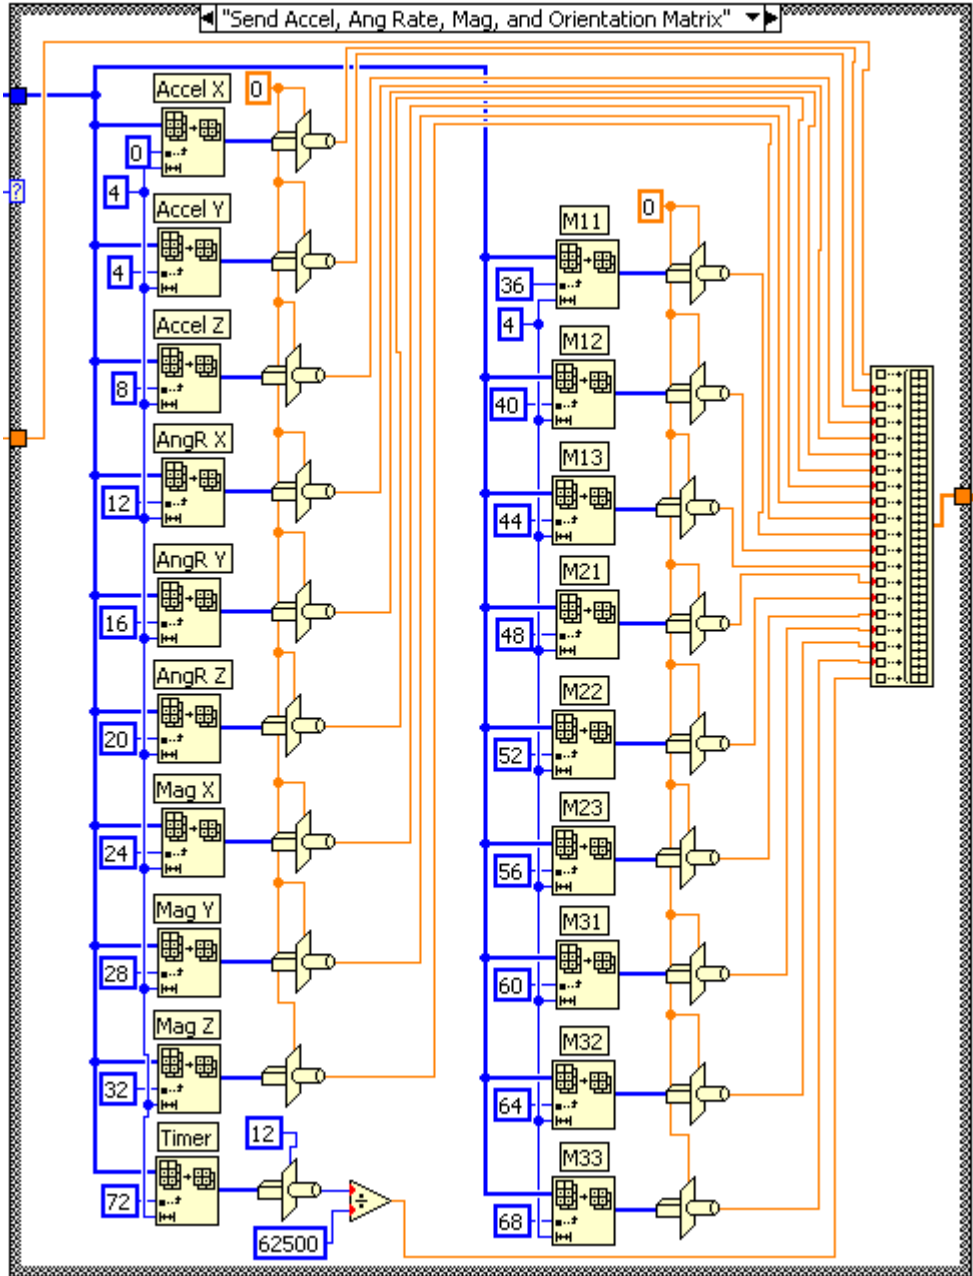 "Send Accel, Ang Rate, Mag, and Orientation Matrix"
Accel X
0
0
4
?
Accel Y
4
Accel Z
8
AngR X
12
AngR Y
16
AngR Z
20
Mag X
24
Mag Y
28
Mag Z
32
Timer
12
72
÷
62500
0
M11
36
4
M12
40
M13
44
M21
48
M22
52
M23
56
M31
60
M32
64
M33
68